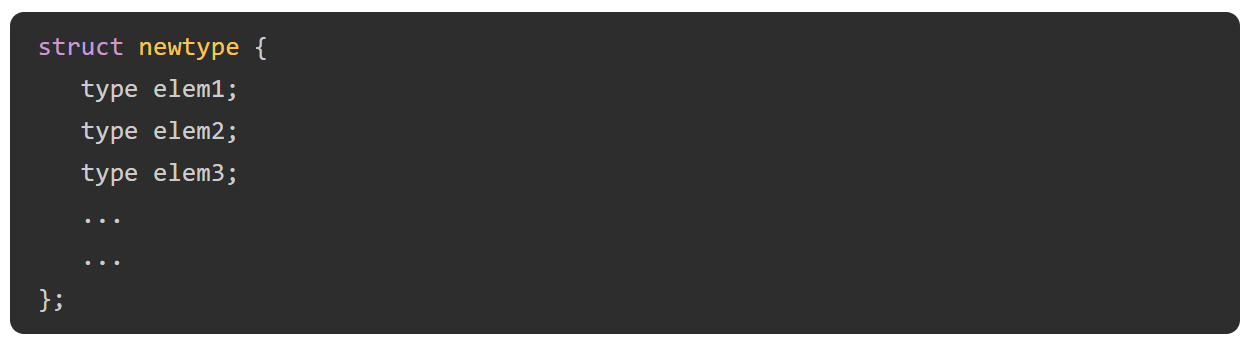 struct newtype {
   type elem1;
   type elem2;
   type elem3;
   ...
   ...
};